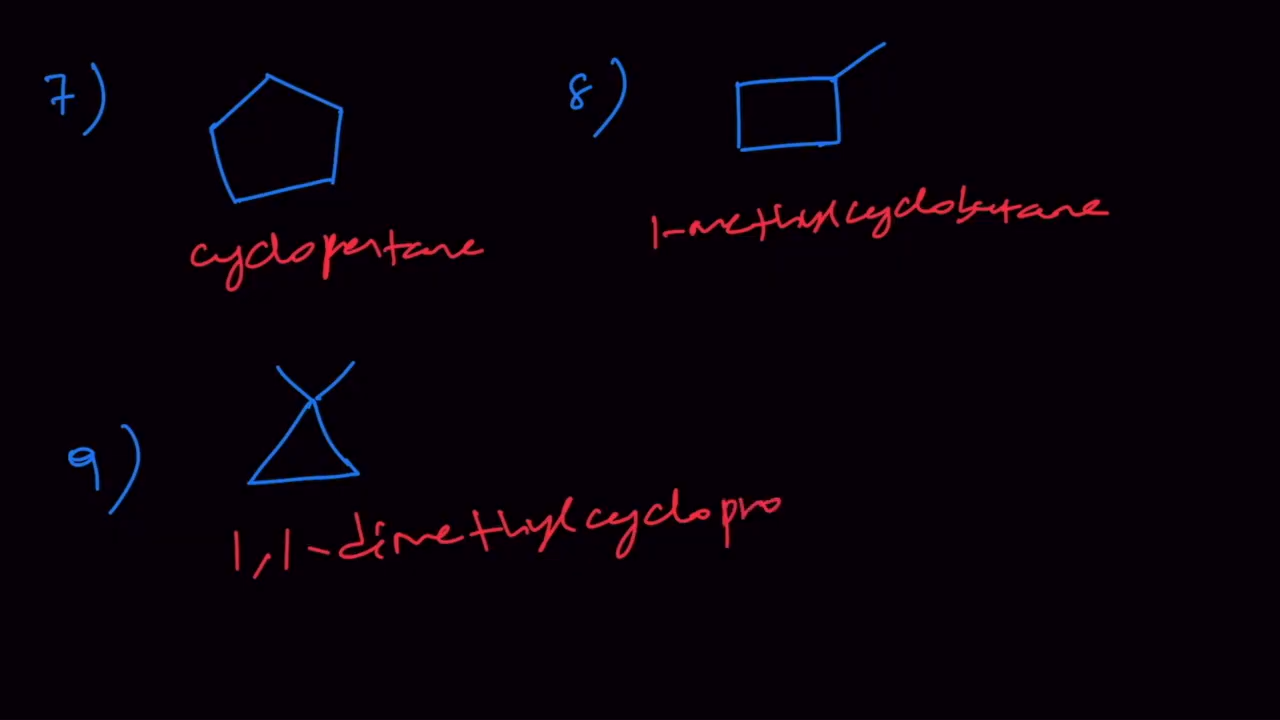 7)
8)
cyclopentane
1-methylcyclobutane
9)
1,1-dimethylcyclopro